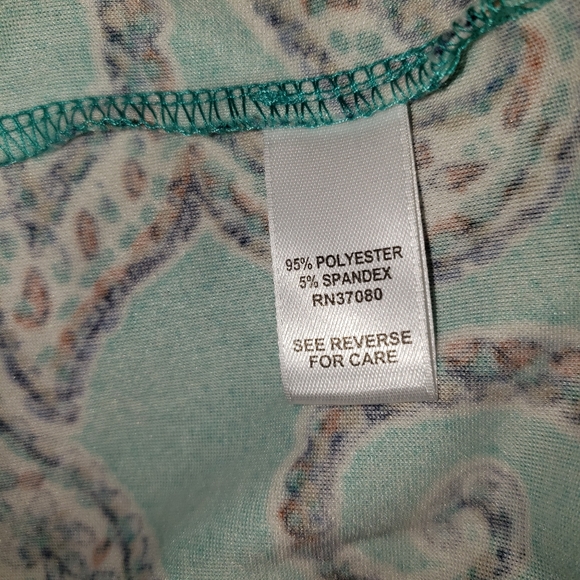 95% POLYESTER
5% SPANDEX
RN37080
SEE REVERSE
FOR CARE